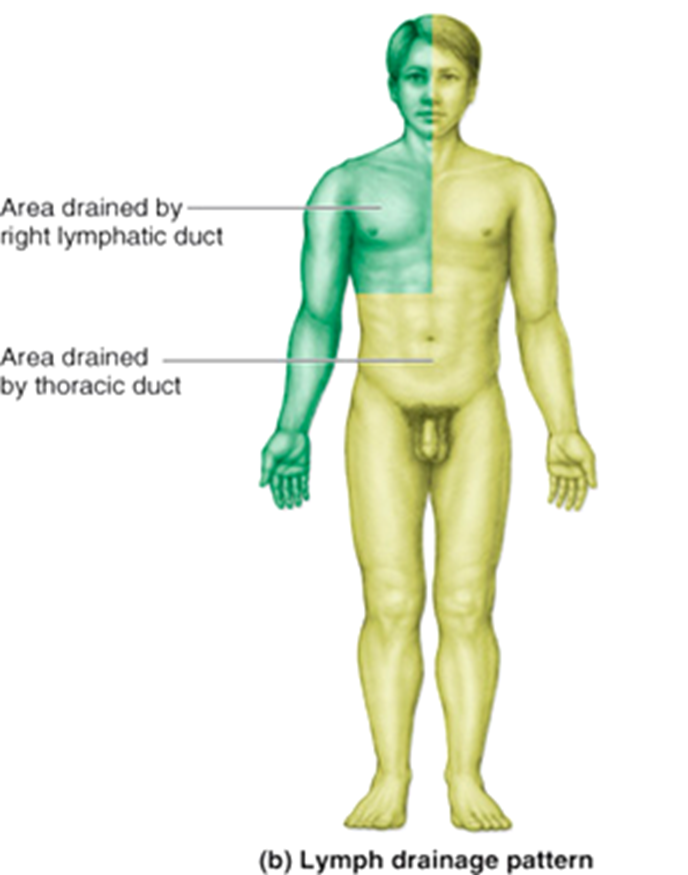 Area drained by
right lymphatic duct
Area drained
by thoracic duct
(b) Lymph drainage pattern